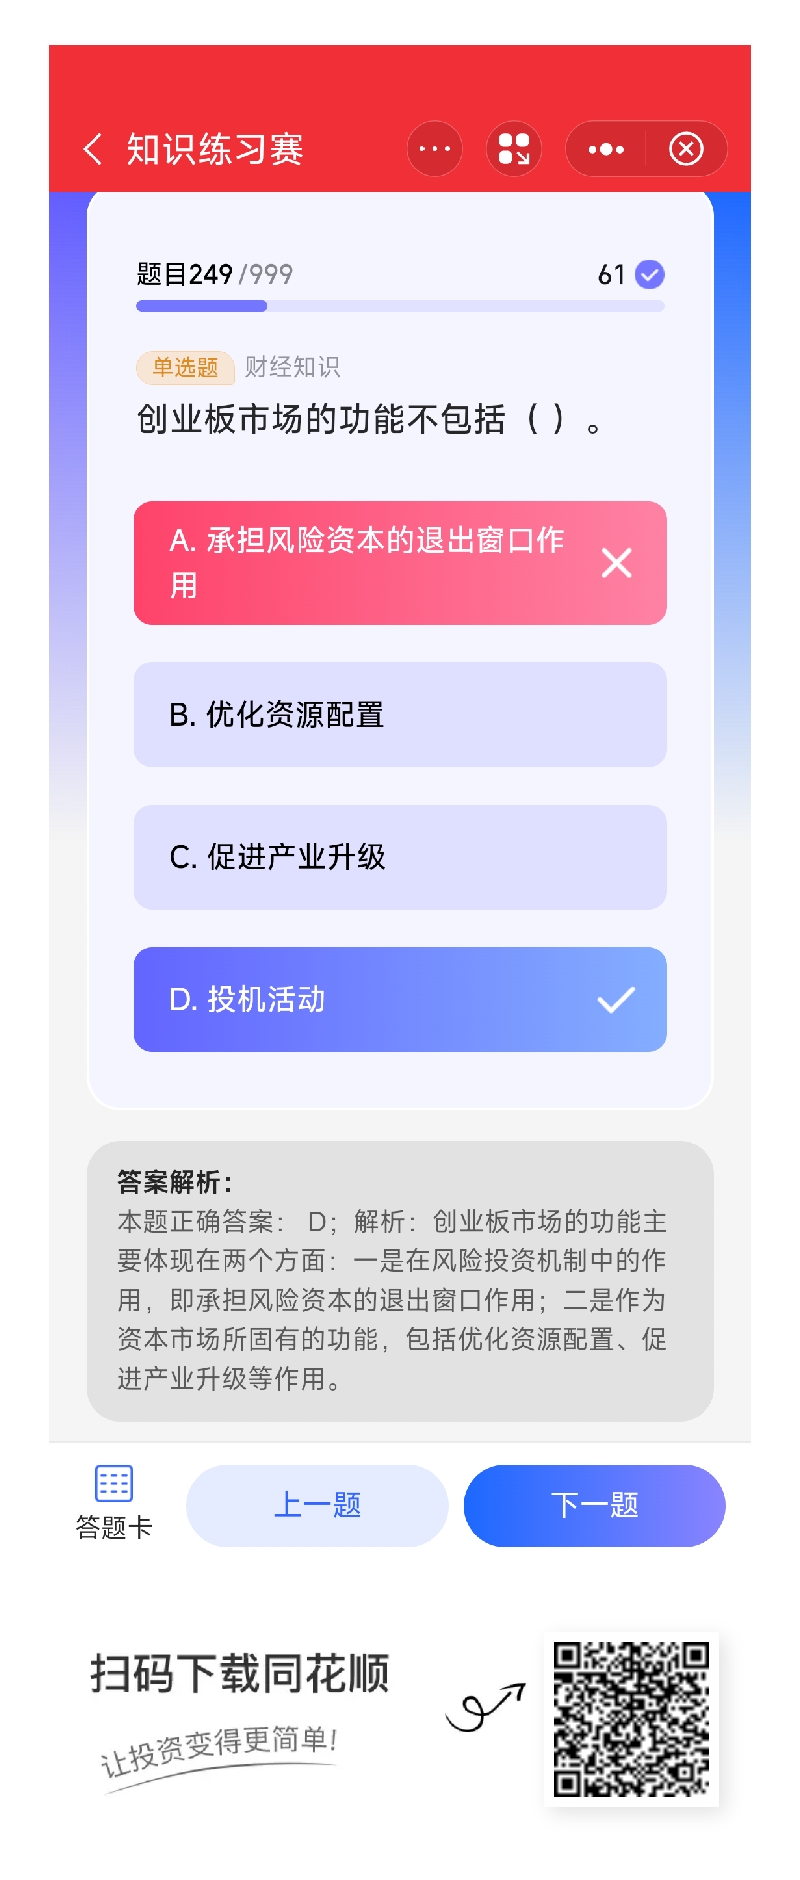 知识练习赛
题目249/999
61
单选题 财经知识
创业板市场的功能不包括（ ）。
A. 承担风险资本的退出窗口作
用
B. 优化资源配置
C. 促进产业升级
D. 投机活动
答案解析：
本题正确答案： D；解析：创业板市场的功能主
要体现在两个方面：一是在风险投资机制中的作
用，即承担风险资本的退出窗口作用；二是作为
资本市场所固有的功能，包括优化资源配置、促
进产业升级等作用。
答题卡
上一题
下一题
扫码下载同花顺
让投资变得更简单!